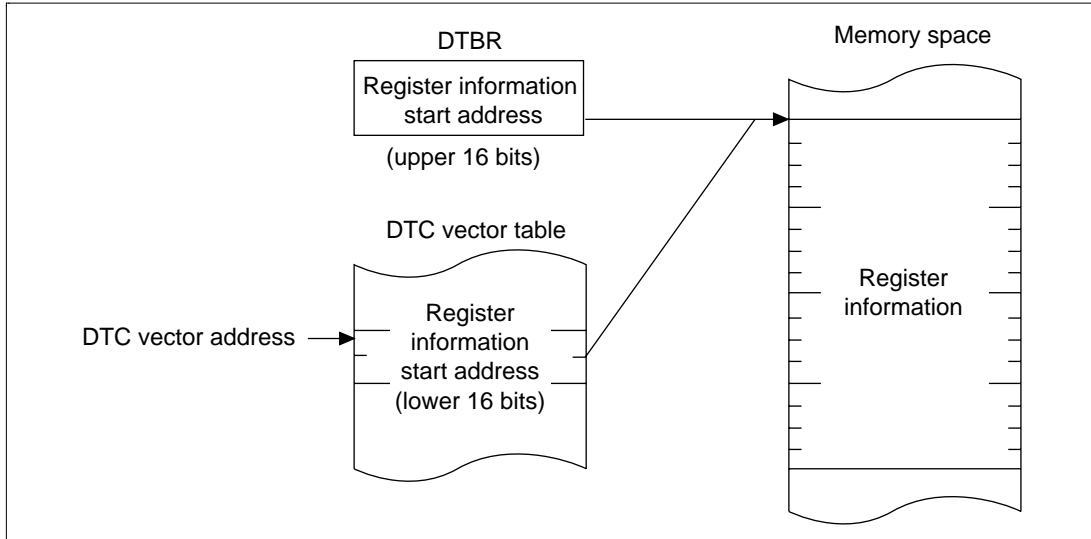 DTBR
Register information
start address
(upper 16 bits)
Memory space
DTC vector table
Register
information
start address
(lower 16 bits)
DTC vector address
Register
information